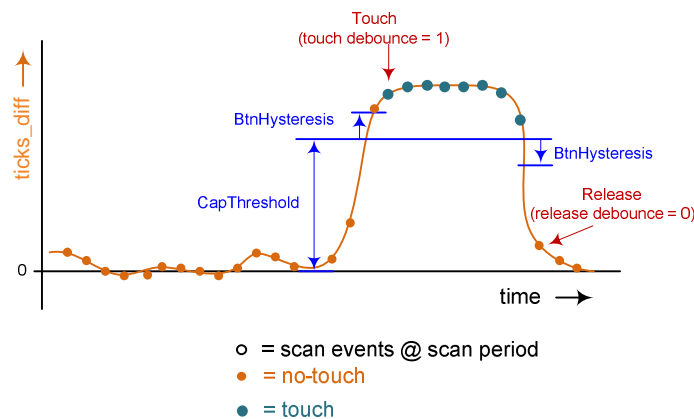 Touch
(touch debounce = 1)
ticks_diff
BtnHysteresis
BtnHysteresis
CapThreshold
Release
(release debounce = 0)
0
time
= scan events @ scan period
= no-touch
= touch